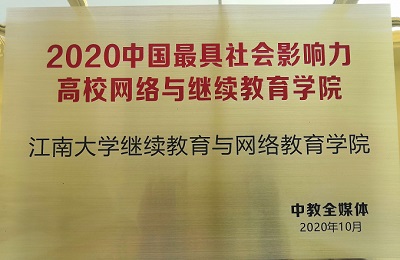 2020中国最具社会影响力
高校网络与继续教育学院
江南大学继续教育与网络教育学院
中教全媒体
2020年10月